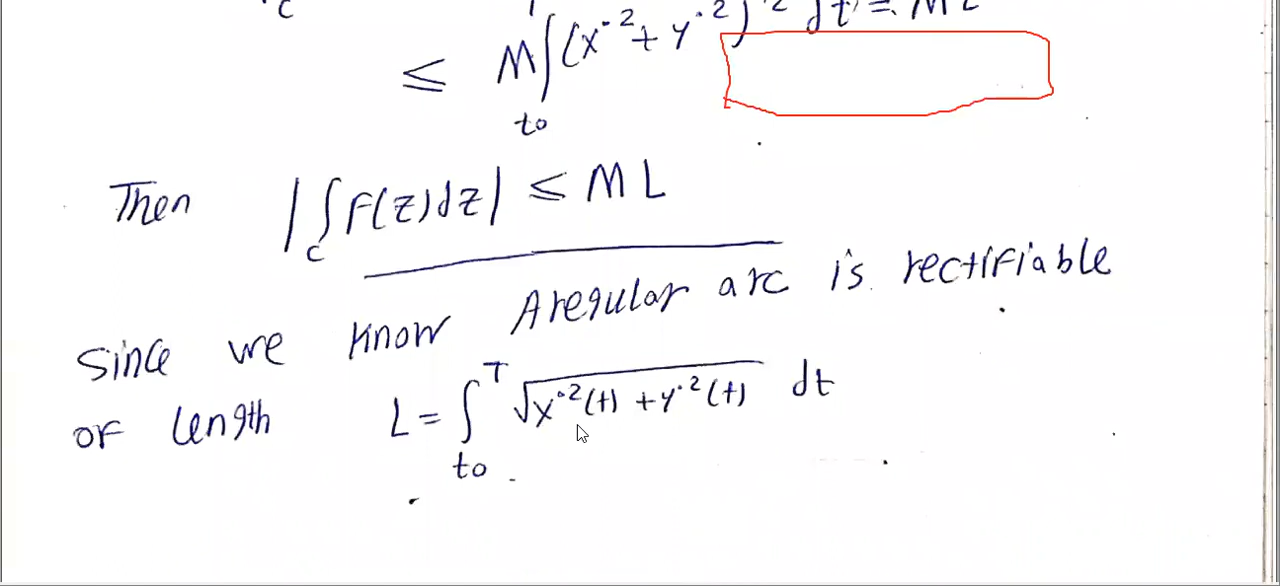 C
≤ M∫(x˙²+ y˙²)½ dt = ML
to
Then |∫F(z)dz| ≤ ML
C
Since we know A regular arc is rectifiable
of length L = ∫ √x˙²(t) + y˙²(t) dt
T
to